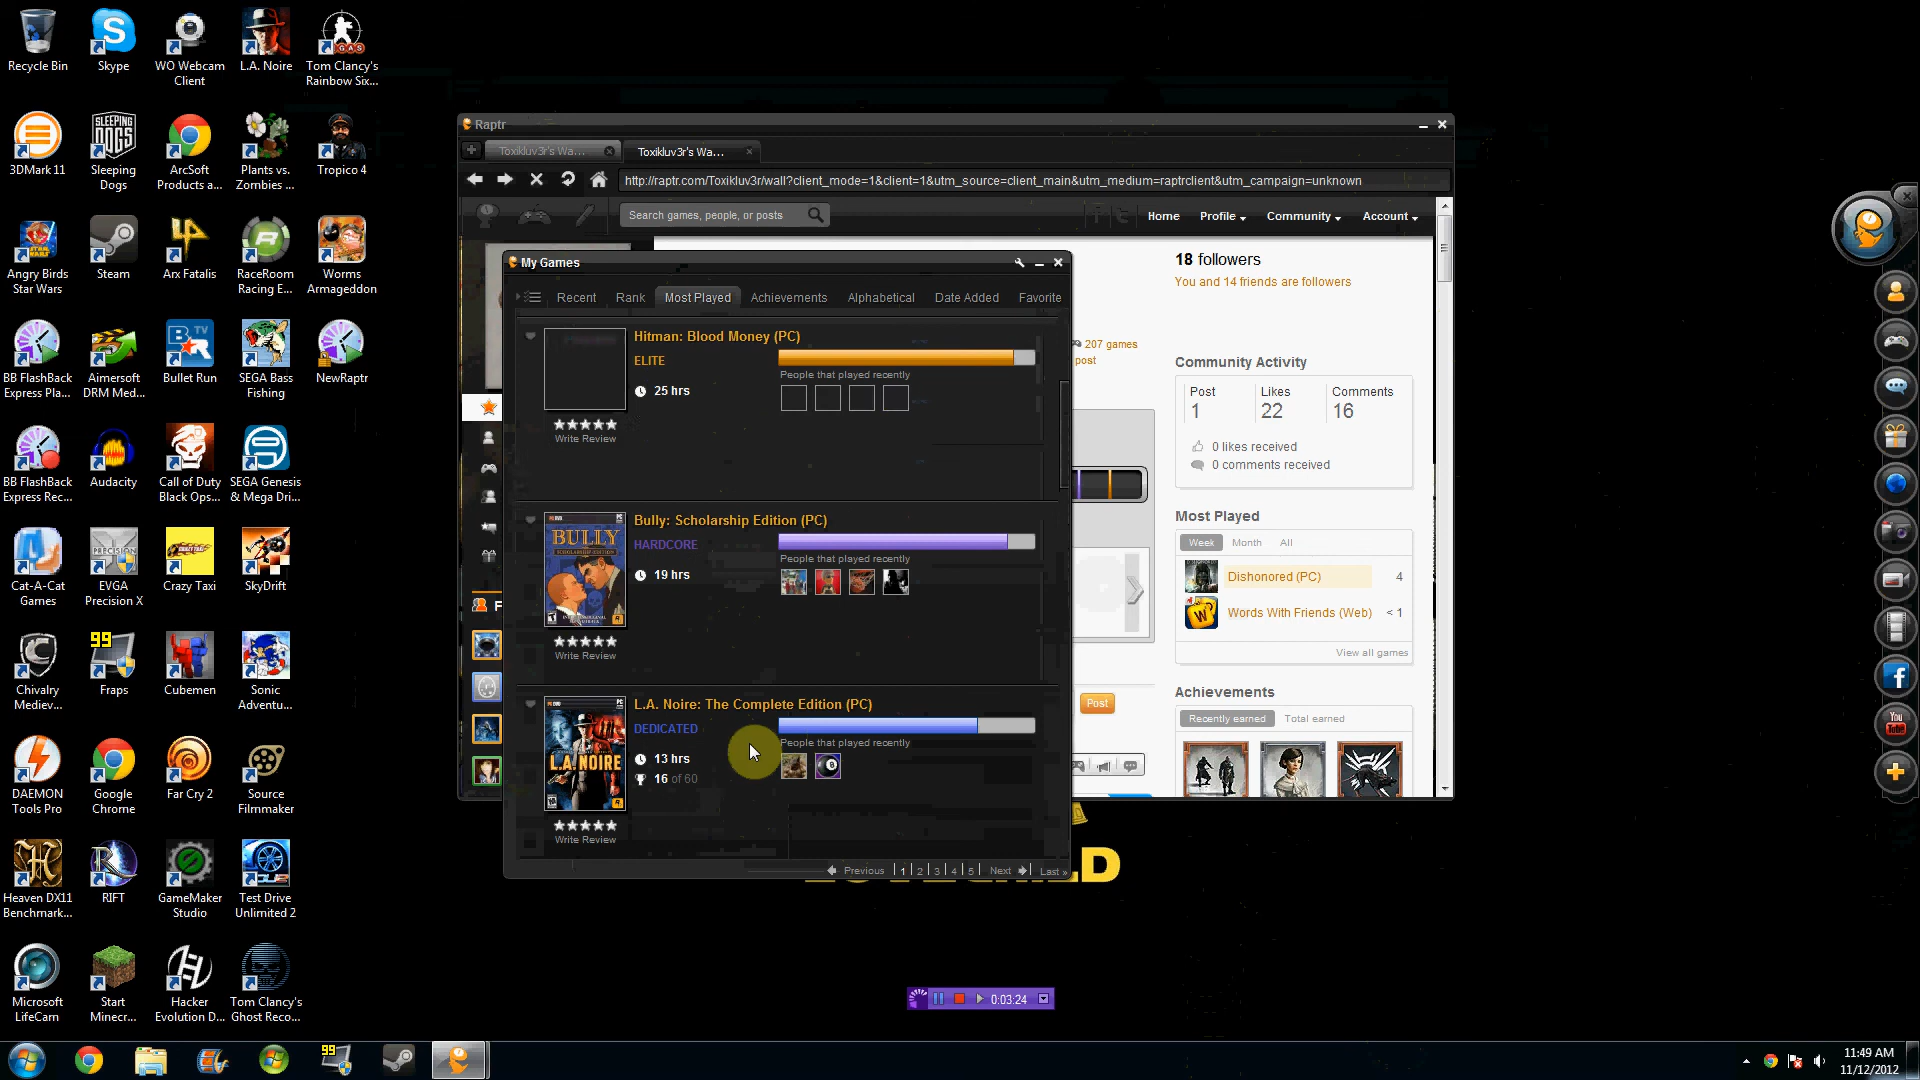 Recycle Bin
Skype
WO Webcam
Client
L.A. Noire
Tom Clancy's
Rainbow Six...
3DMark 11
Sleeping
Dogs
ArcSoft
Products a...
Plants vs.
Zombies ...
Tropico 4
Angry Birds
Star Wars
Steam
Arx Fatalis
RaceRoom
Racing E...
Worms
Armageddon
BB FlashBack
Express Pla...
Aimersoft
DRM Med...
Bullet Run
SEGA Bass
Fishing
NewRaptr
BB FlashBack
Express Rec...
Audacity
Call of Duty
Black Ops...
SEGA Genesis
& Mega Dri...
Cat-A-Cat
Games
EVGA
Precision X
Crazy Taxi
SkyDrift
Chivalry
Mediev...
Fraps
Cubemen
Sonic
Adventu...
DAEMON
Tools Pro
Google
Chrome
Far Cry 2
Source
Filmmaker
Heaven DX11
Benchmark...
RIFT
GameMaker
Studio
Test Drive
Unlimited 2
Microsoft
LifeCam
Start
Minecr...
Hacker
Evolution D...
Tom Clancy's
Ghost Reco...
Raptr
Toxikluv3r's Wa...
Toxikluv3r's Wa...
http://raptr.com/Toxikluv3r/wall?client_mode=1&client=1&utm_source=client_main&utm_medium=raptrclient&utm_campaign=unknown
Search games, people, or posts
Home
Profile
Community
Account
18 followers
You and 14 friends are followers
207 games
post
Community Activity
Post
Likes
Comments
1
22
16
0 likes received
0 comments received
Most Played
Week
Month
All
Dishonored (PC)
4
Words With Friends (Web)
< 1
View all games
Post
Achievements
Recently earned
Total earned
My Games
Recent
Rank
Most Played
Achievements
Alphabetical
Date Added
Favorite
Hitman: Blood Money (PC)
ELITE
People that played recently
25 hrs
Write Review
Bully: Scholarship Edition (PC)
HARDCORE
People that played recently
19 hrs
BULLY
Write Review
L.A. Noire: The Complete Edition (PC)
DEDICATED
People that played recently
13 hrs
16 of 60
L.A. NOIRE
Write Review
Previous
1
2
3
4
5
Next
Last »
0:03:24
99
99
11:49 AM
11/12/2012